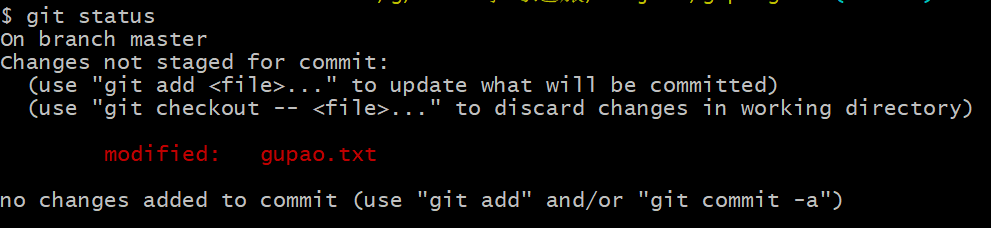 $ git status
On branch master
Changes not staged for commit:
  (use "git add <file>..." to update what will be committed)
  (use "git checkout -- <file>..." to discard changes in working directory)
        modified:   gupao.txt
no changes added to commit (use "git add" and/or "git commit -a")